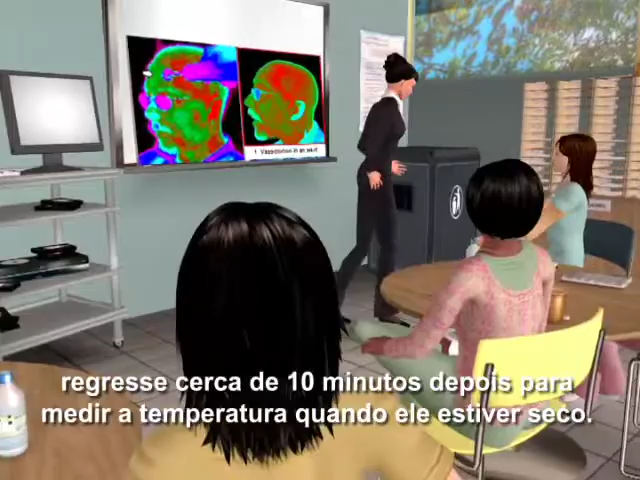 regresse cerca de 10 minutos depois para
medir a temperatura quando ele estiver seco.